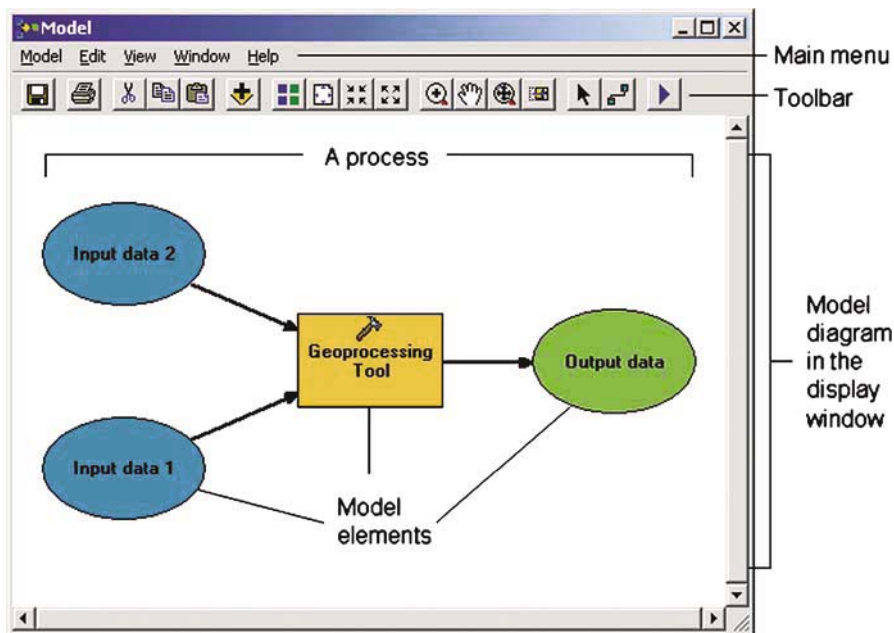 Model
Model Edit View Window Help
Main menu
Toolbar
A process
Input data 2
Geoprocessing
Tool
Output data
Input data 1
Model
elements
Model
diagram
in the
display
window